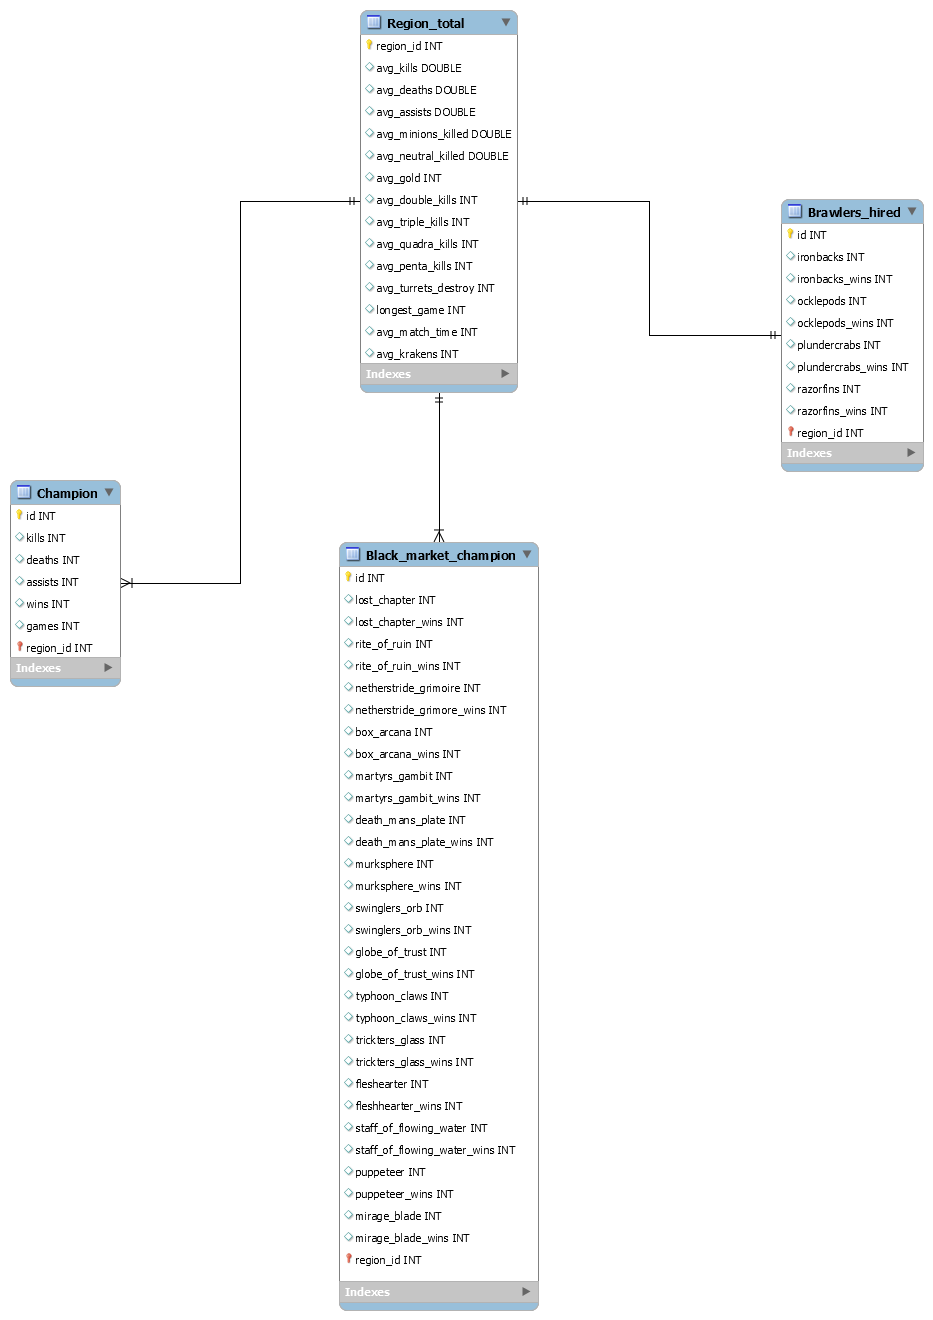 Region_total
region_id INT
avg_kills DOUBLE
avg_deaths DOUBLE
avg_assists DOUBLE
avg_minions_killed DOUBLE
avg_neutral_killed DOUBLE
avg_gold INT
avg_double_kills INT
avg_triple_kills INT
avg_quadra_kills INT
avg_penta_kills INT
avg_turrets_destroy INT
longest_game INT
avg_match_time INT
avg_krakens INT
Indexes
Brawlers_hired
id INT
ironbacks INT
ironbacks_wins INT
ocklepods INT
ocklepods_wins INT
plundercrabs INT
plundercrabs_wins INT
razorfins INT
razorfins_wins INT
region_id INT
Indexes
Champion
id INT
kills INT
deaths INT
assists INT
wins INT
games INT
region_id INT
Indexes
Black_market_champion
id INT
lost_chapter INT
lost_chapter_wins INT
rite_of_ruin INT
rite_of_ruin_wins INT
netherstride_grimoire INT
netherstride_grimore_wins INT
box_arcana INT
box_arcana_wins INT
martyrs_gambit INT
martyrs_gambit_wins INT
death_mans_plate INT
death_mans_plate_wins INT
murksphere INT
murksphere_wins INT
swinglers_orb INT
swinglers_orb_wins INT
globe_of_trust INT
globe_of_trust_wins INT
typhoon_claws INT
typhoon_claws_wins INT
trickters_glass INT
trickters_glass_wins INT
fleshearter INT
fleshhearter_wins INT
staff_of_flowing_water INT
staff_of_flowing_water_wins INT
puppeteer INT
puppeteer_wins INT
mirage_blade INT
mirage_blade_wins INT
region_id INT
Indexes